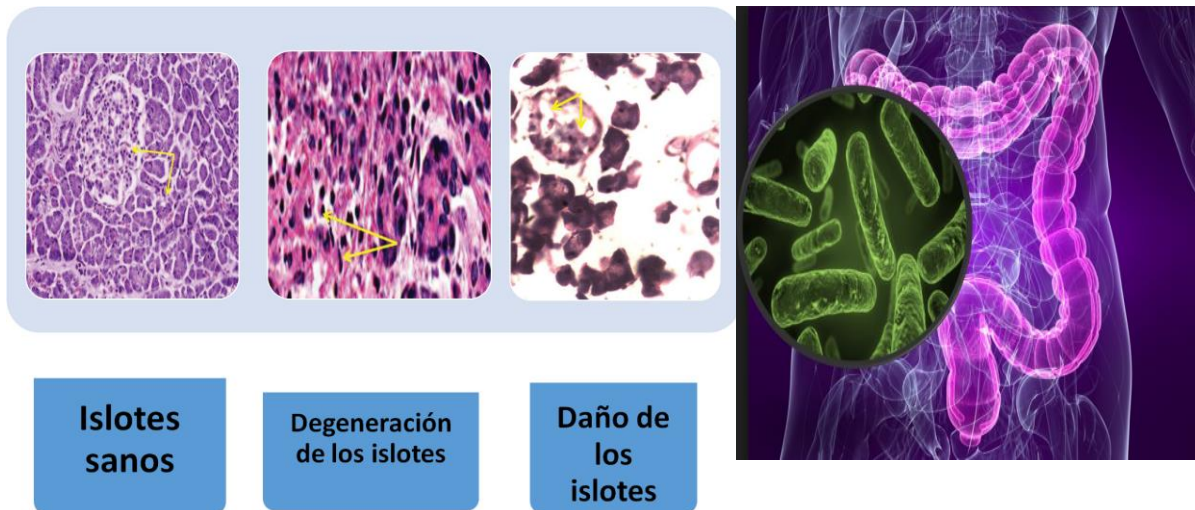 Islotes
sanos
Degeneración
de los islotes
Daño de
los
islotes